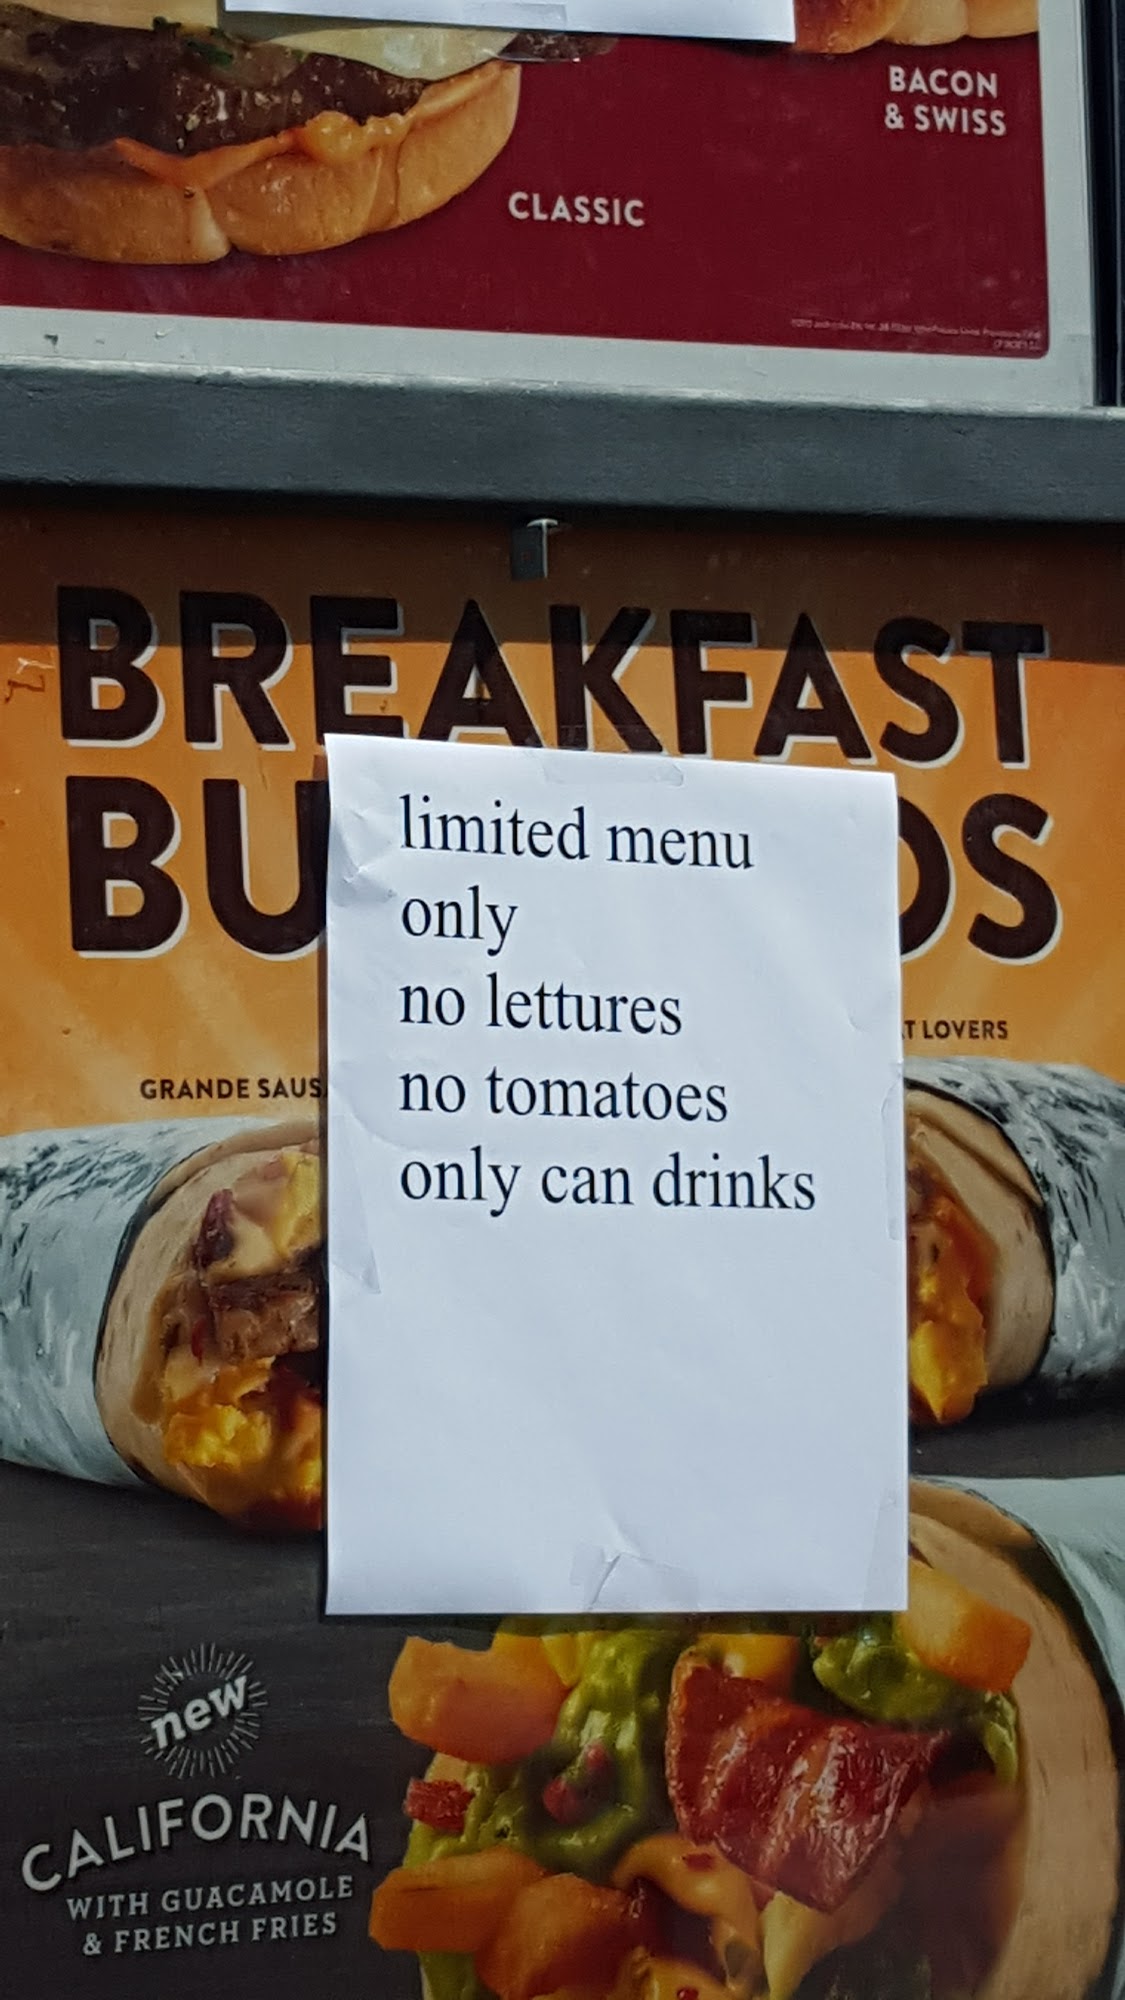 BACON
& SWISS
CLASSIC
BREAKFAST
BU OS
limited menu
only
no lettures
no tomatoes
only can drinks
T LOVERS
GRANDE SAUS
new
CALIFORNIA
WITH GUACAMOLE
& FRENCH FRIES